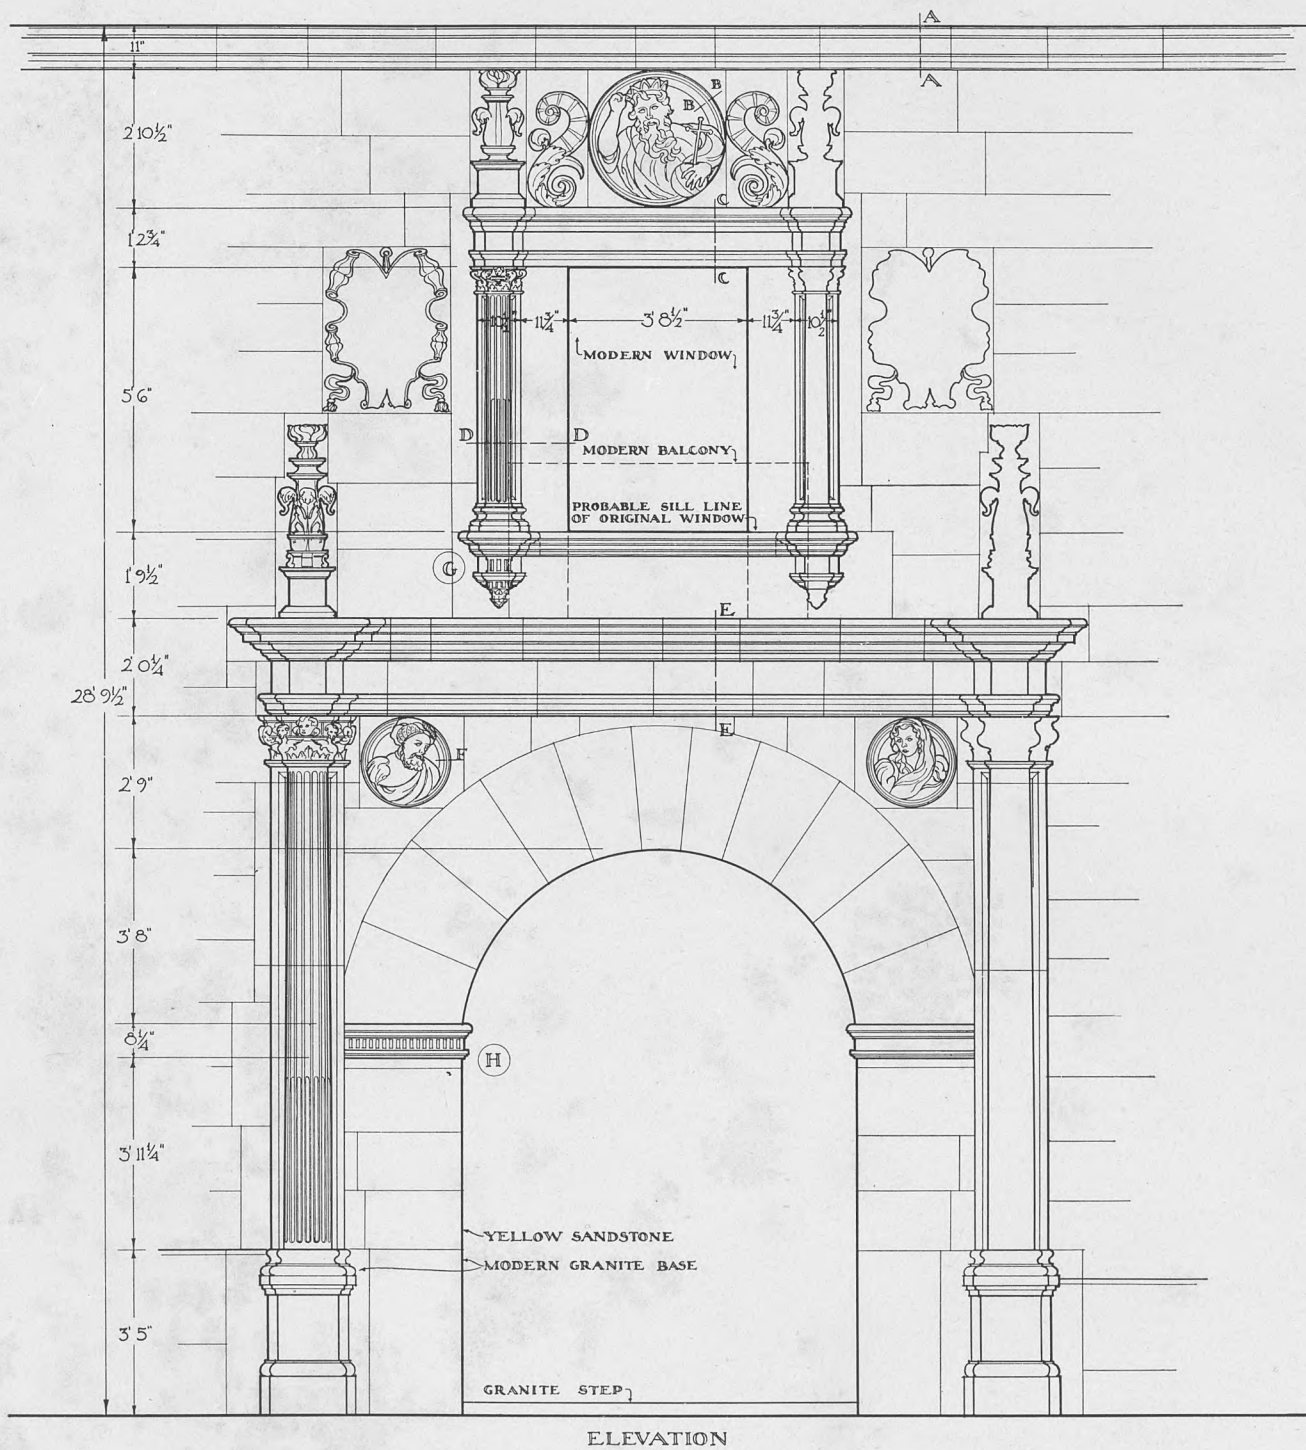 A
11"
A
B
2' 10½"
B
C
1' 2¾"
C
10½"
11¾"
3' 8½"
11¾"
10½"
MODERN WINDOW
5' 6"
D
D
MODERN BALCONY
PROBABLE SILL LINE
OF ORIGINAL WINDOW
G
1' 9½"
E
2' 0¼"
28' 9½"
E
F
2' 9"
3' 8"
8¼"
H
3' 11¼"
YELLOW SANDSTONE
MODERN GRANITE BASE
3' 5"
GRANITE STEP
ELEVATION